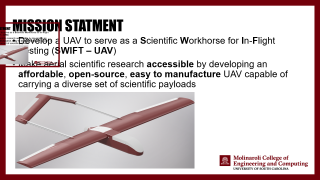 MISSION STATMENT
• Develop a UAV to serve as a Scientific Workhorse for In-Flight
Testing (SWIFT – UAV)
• Make aerial scientific research accessible by developing an
affordable, open-source, easy to manufacture UAV capable of
carrying a diverse set of scientific payloads
Molinaroli College of
Engineering and Computing
UNIVERSITY OF SOUTH CAROLINA